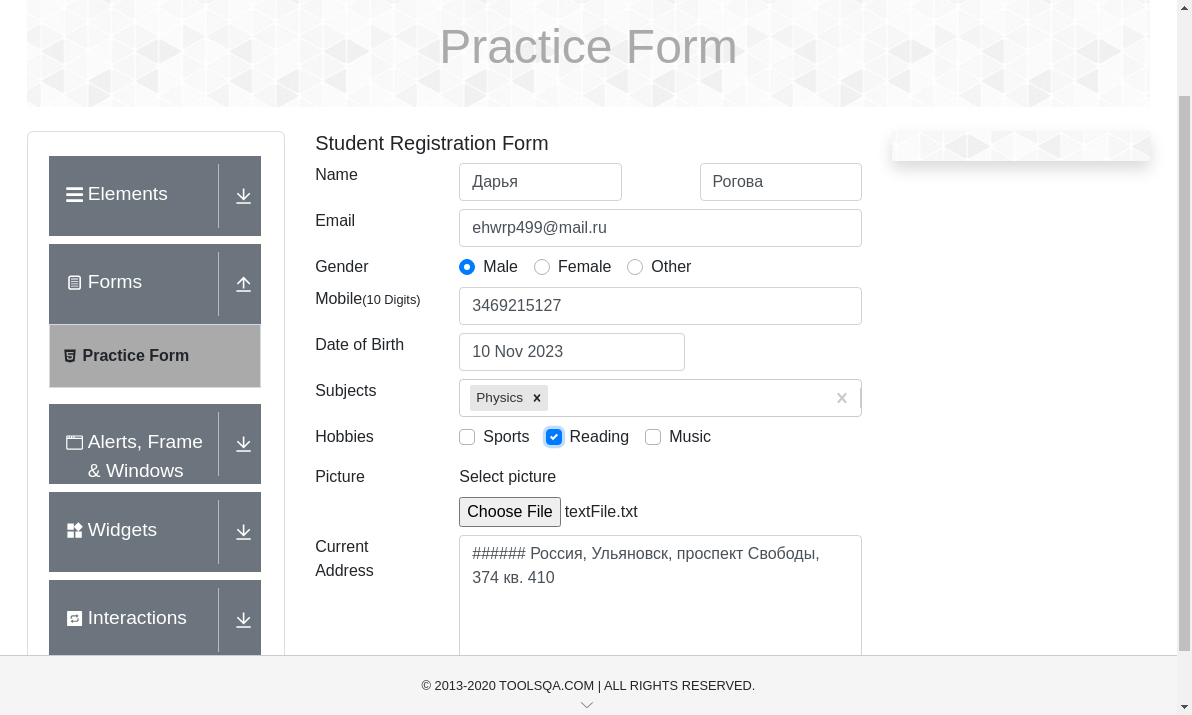 Practice Form
Elements
Forms
Practice Form
Alerts, Frame
& Windows
Widgets
Interactions
Student Registration Form
Name
Дарья
Рогова
Email
ehwrp499@mail.ru
Gender
Male
Female
Other
Mobile(10 Digits)
3469215127
Date of Birth
10 Nov 2023
Subjects
Physics
Hobbies
Sports
Reading
Music
Picture
Select picture
Choose File textFile.txt
Current
Address
###### Россия, Ульяновск, проспект Свободы,
374 кв. 410
© 2013-2020 TOOLSQA.COM | ALL RIGHTS RESERVED.